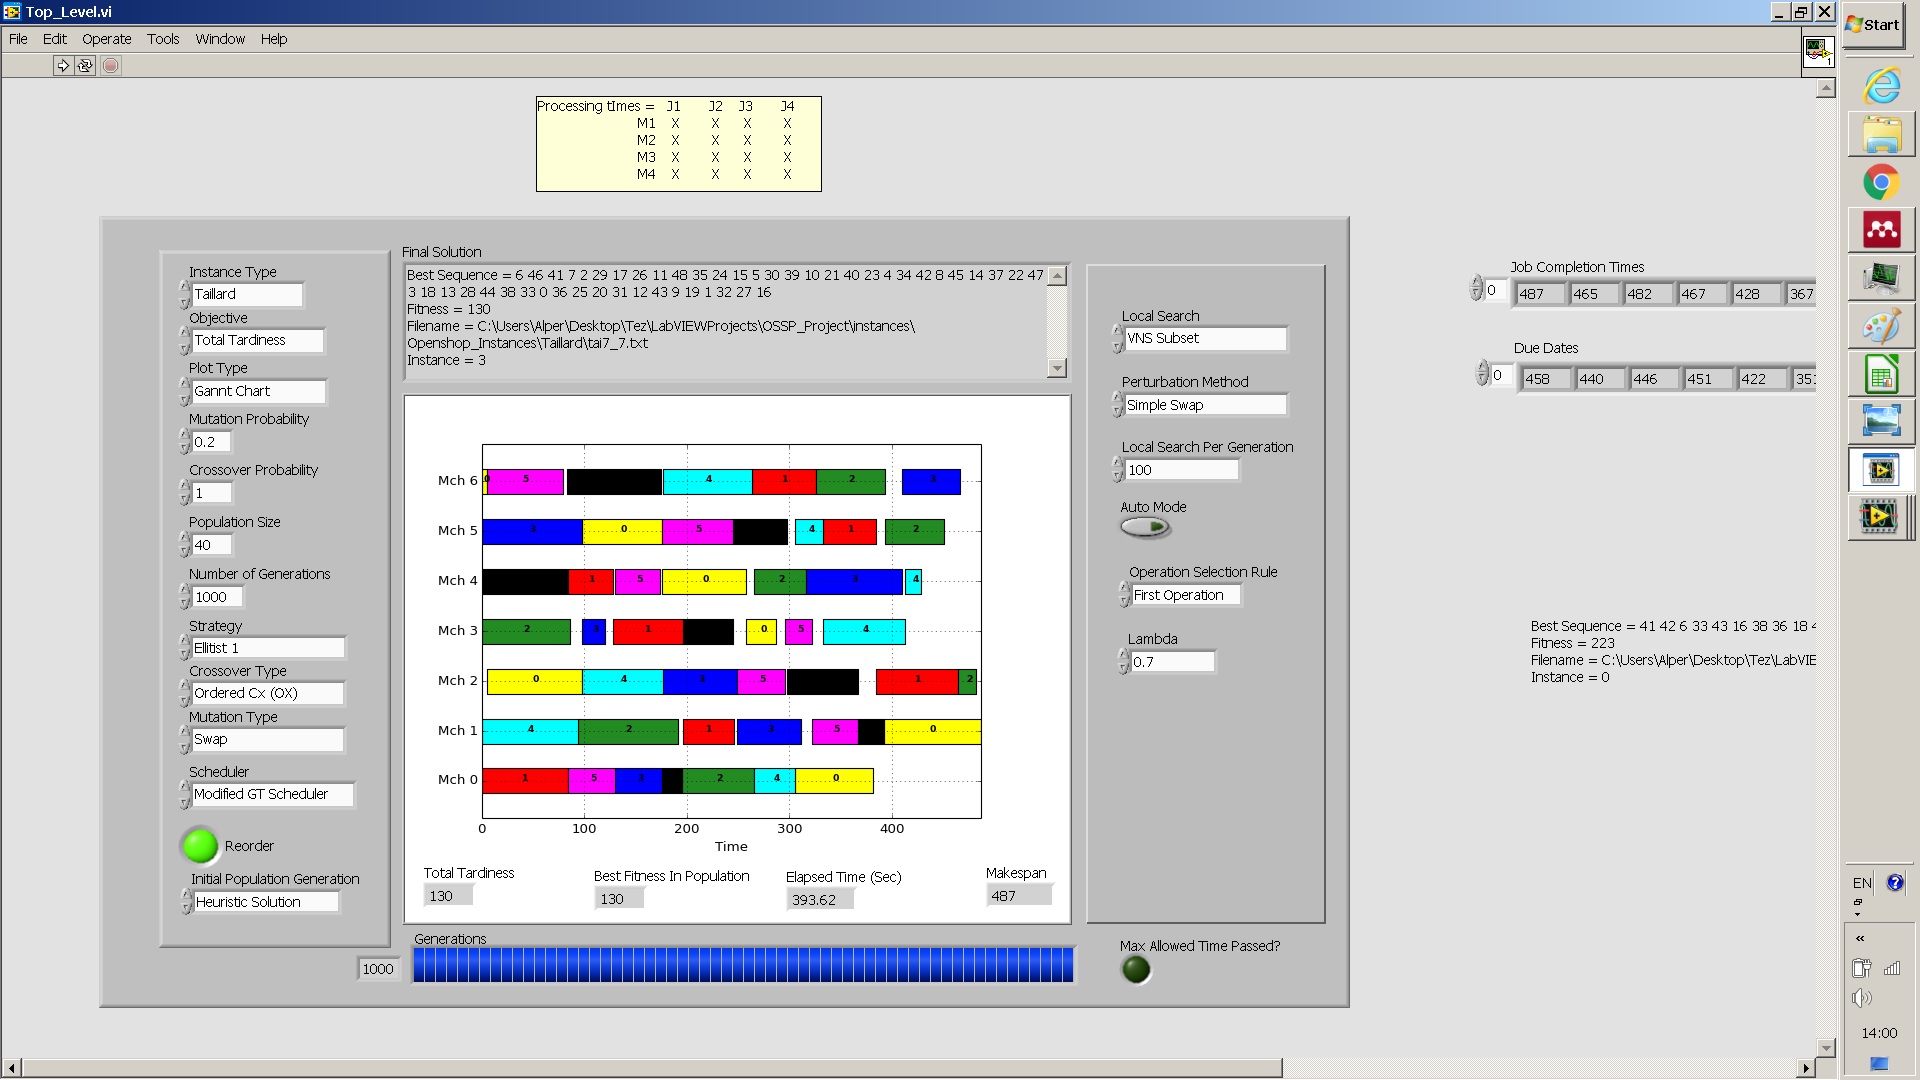 Top_Level.vi
File Edit Operate Tools Window Help
Start
1
Processing tImes = J1 J2 J3 J4
M1 X X X X
M2 X X X X
M3 X X X X
M4 X X X X
Instance Type
Taillard
Objective
Total Tardiness
Plot Type
Gannt Chart
Mutation Probability
0.2
Crossover Probability
1
Population Size
40
Number of Generations
1000
Strategy
Ellitist 1
Crossover Type
Ordered Cx (OX)
Mutation Type
Swap
Scheduler
Modified GT Scheduler
Reorder
Initial Population Generation
Heuristic Solution
Final Solution
Best Sequence = 6 46 41 7 2 29 17 26 11 48 35 24 15 5 30 39 10 21 40 23 4 34 42 8 45 14 37 22 47
3 18 13 28 44 38 33 0 36 25 20 31 12 43 9 19 1 32 27 16
Fitness = 130
Filename = C:\Users\Alper\Desktop\Tez\LabVIEWProjects\OSSP_Project\instances\
Openshop_Instances\Taillard\tai7_7.txt
Instance = 3
Mch 6 0 5 4 1 2 3
Mch 5 3 0 5 4 1 2
Mch 4 1 5 0 2 3 4
Mch 3 2 3 1 0 5 4
Mch 2 0 4 3 5 1 2
Mch 1 4 2 1 3 5 0
Mch 0 1 5 3 2 4 0
0 100 200 300 400
Time
Total Tardiness
130
Best Fitness In Population
130
Elapsed Time (Sec)
393.62
Makespan
487
Generations
1000
Local Search
VNS Subset
Perturbation Method
Simple Swap
Local Search Per Generation
100
Auto Mode
Operation Selection Rule
First Operation
Lambda
0.7
Max Allowed Time Passed?
Job Completion Times
0 487 465 482 467 428 367
Due Dates
0 458 440 446 451 422 351
Best Sequence = 41 42 6 33 43 16 38 36 18 4
Fitness = 223
Filename = C:\Users\Alper\Desktop\Tez\LabVIE
Instance = 0
EN
14:00